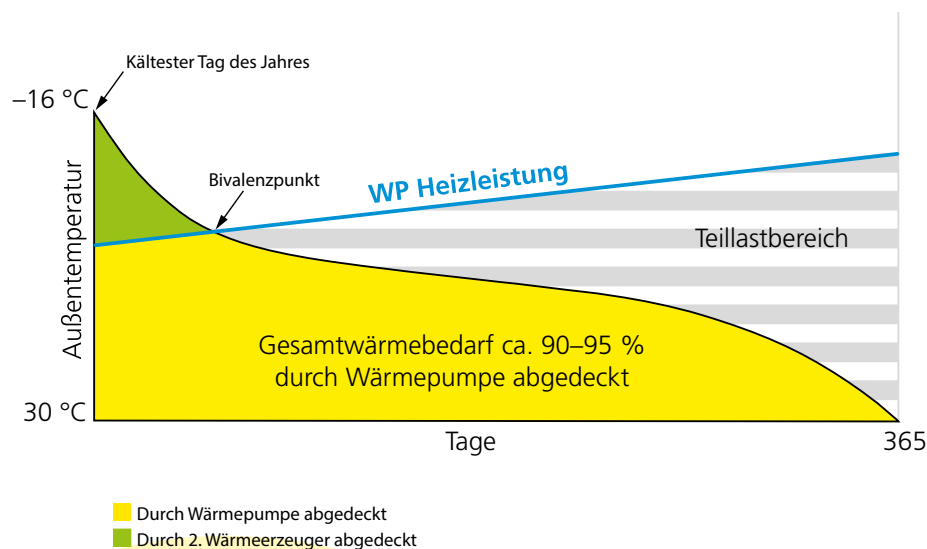 Kältester Tag des Jahres
–16 °C
Bivalenzpunkt
WP Heizleistung
Teillastbereich
Außentemperatur
Gesamtwärmebedarf ca. 90–95 %
durch Wärmepumpe abgedeckt
30 °C
Tage
365
Durch Wärmepumpe abgedeckt
Durch 2. Wärmeerzeuger abgedeckt